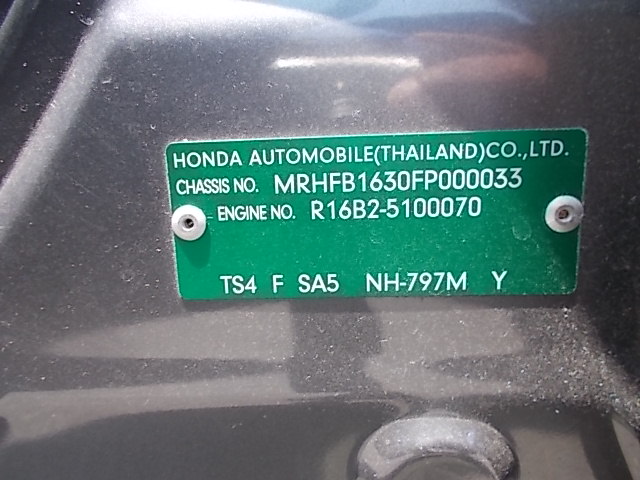 HONDA AUTOMOBILE(THAILAND)CO.,LTD.
CHASSIS NO. MRHFB1630FP000033
ENGINE NO. R16B2-5100070
TS4 F SA5 NH-797M Y